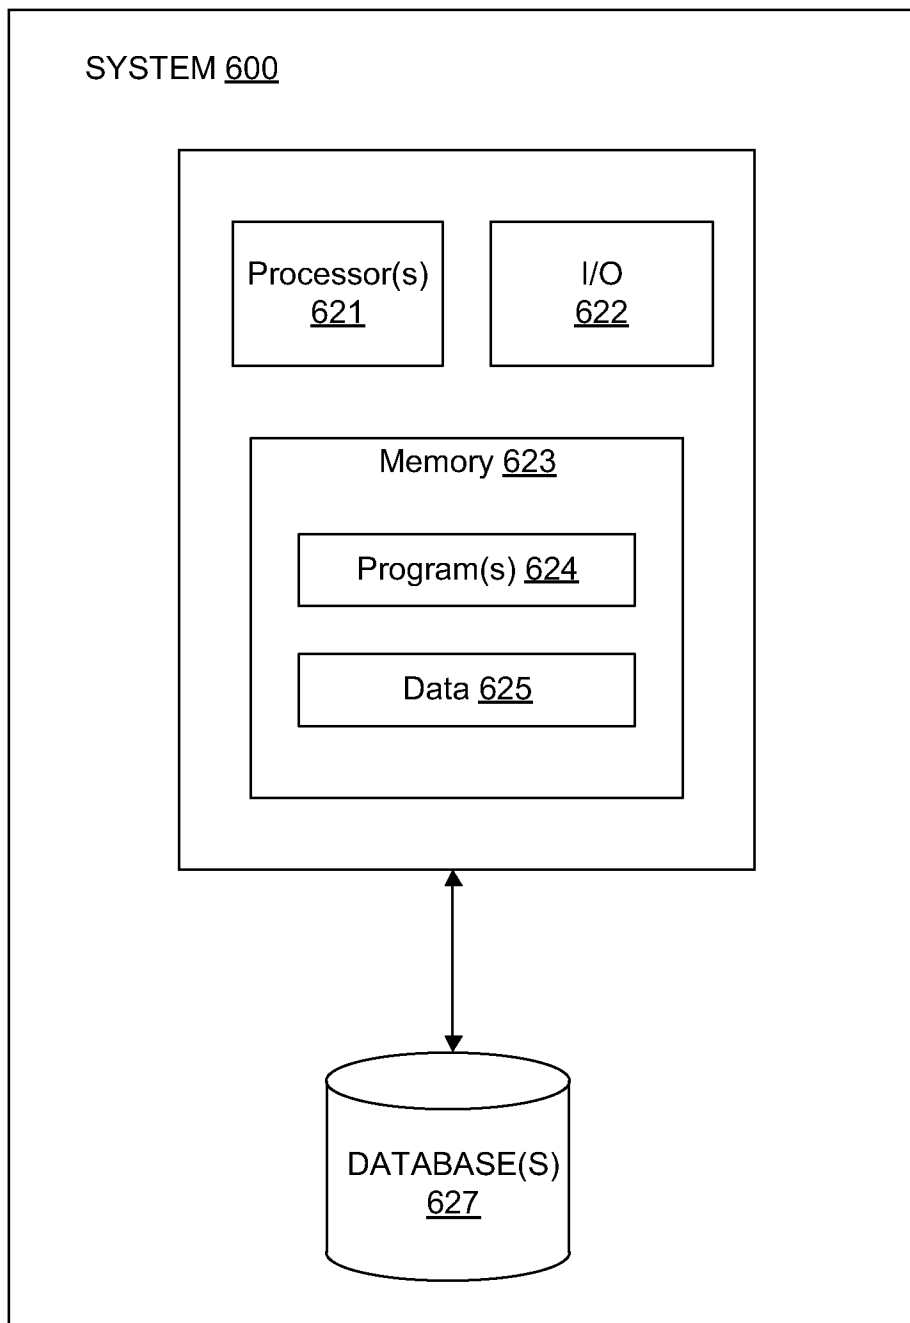 SYSTEM 600
Processor(s)
621
I/O
622
Memory 623
Program(s) 624
Data 625
DATABASE(S)
627